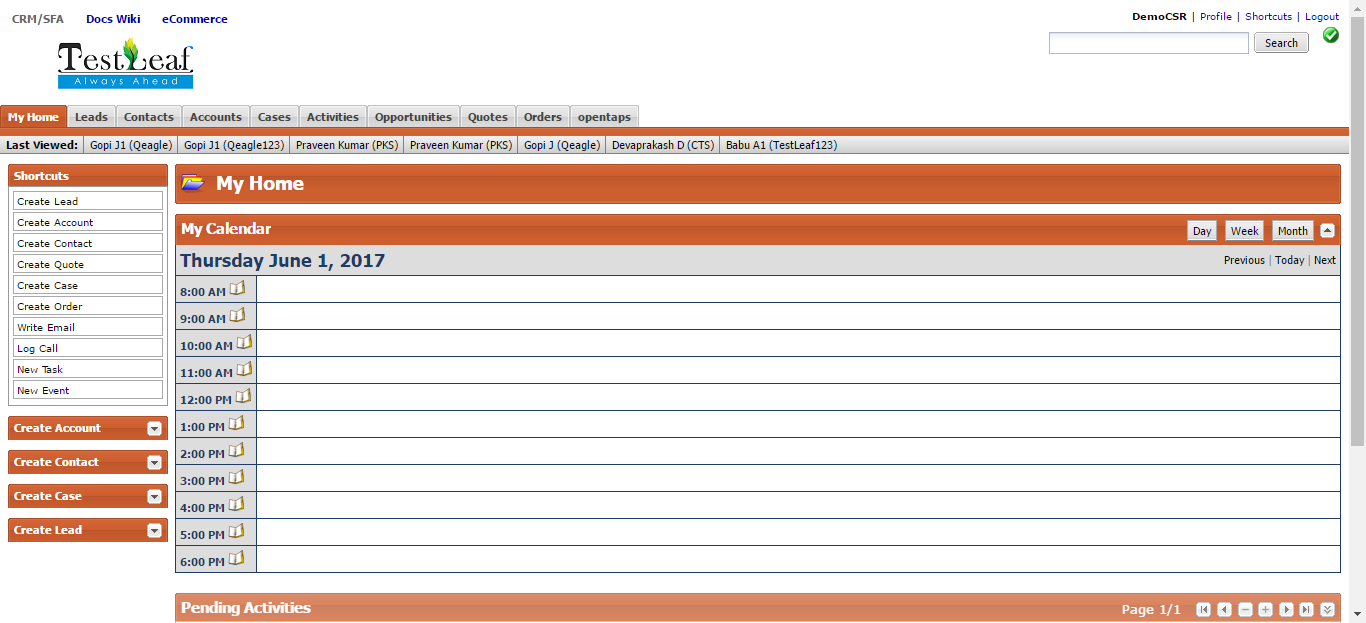 CRM/SFA Docs Wiki eCommerce
DemoCSR | Profile | Shortcuts | Logout
Search
TestLeaf
Always Ahead
My Home Leads Contacts Accounts Cases Activities Opportunities Quotes Orders opentaps
Last Viewed: Gopi J1 (Qeagle) Gopi J1 (Qeagle123) Praveen Kumar (PKS) Praveen Kumar (PKS) Gopi J (Qeagle) Devaprakash D (CTS) Babu A1 (TestLeaf123)
Shortcuts
Create Lead
Create Account
Create Contact
Create Quote
Create Case
Create Order
Write Email
Log Call
New Task
New Event
Create Account
Create Contact
Create Case
Create Lead
My Home
My Calendar Day Week Month
Thursday June 1, 2017 Previous | Today | Next
8:00 AM
9:00 AM
10:00 AM
11:00 AM
12:00 PM
1:00 PM
2:00 PM
3:00 PM
4:00 PM
5:00 PM
6:00 PM
Pending Activities Page 1/1